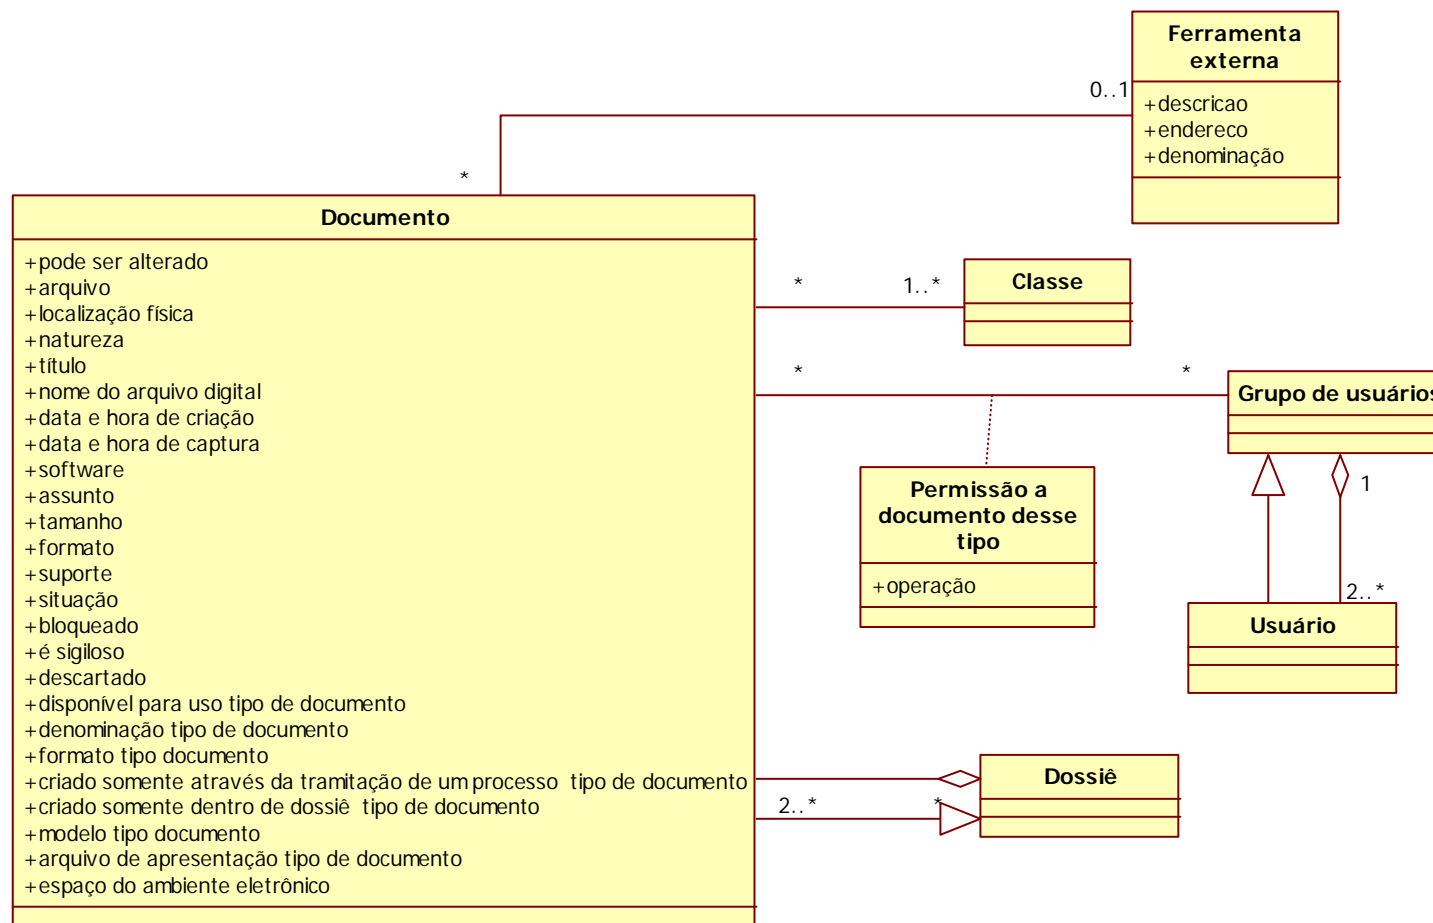 Ferramenta
externa
+descricao
+endereco
+denominação
0..1
*
Documento
+pode ser alterado
+arquivo
+localização física
+natureza
+título
+nome do arquivo digital
+data e hora de criação
+data e hora de captura
+software
+assunto
+tamanho
+formato
+suporte
+situação
+bloqueado
+é sigiloso
+descartado
+disponível para uso tipo de documento
+denominação tipo de documento
+formato tipo documento
+criado somente através da tramitação de um processo tipo de documento
+criado somente dentro de dossiê tipo de documento
+modelo tipo documento
+arquivo de apresentação tipo de documento
+espaço do ambiente eletrônico
* 1..*
Classe
* *
Grupo de usuários
Permissão a
documento desse
tipo
+operação
1
2..*
Usuário
Dossiê
2..* *